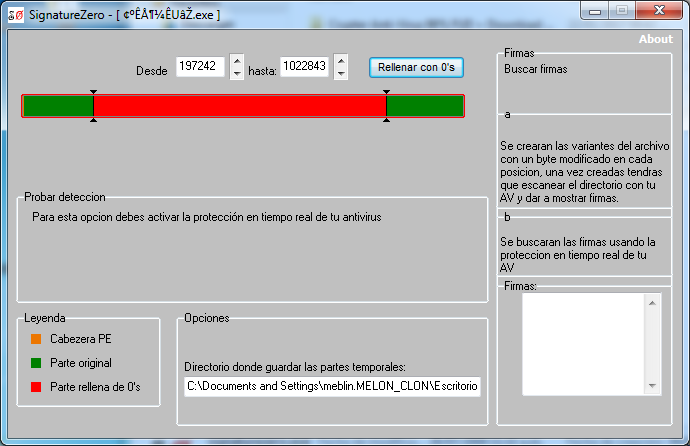 SignatureZero - [ ¢ºÊÅ¶¼ÊUâŽ.exe ]
About
Desde 197242 hasta: 1022843 Rellenar con 0's
Firmas
Buscar firmas
a
Se crearan las variantes del archivo
con un byte modificado en cada
posicion, una vez creadas tendras
que escanear el directorio con tu
AV y dar a mostrar firmas.
Probar deteccion
Para esta opcion debes activar la protección en tiempo real de tu antivirus
b
Se buscaran las firmas usando la
proteccion en tiempo real de tu
AV
Firmas:
Leyenda
Cabezera PE
Parte original
Parte rellena de 0's
Opciones
Directorio donde guardar las partes temporales:
C:\Documents and Settings\meblin.MELON_CLON\Escritorio